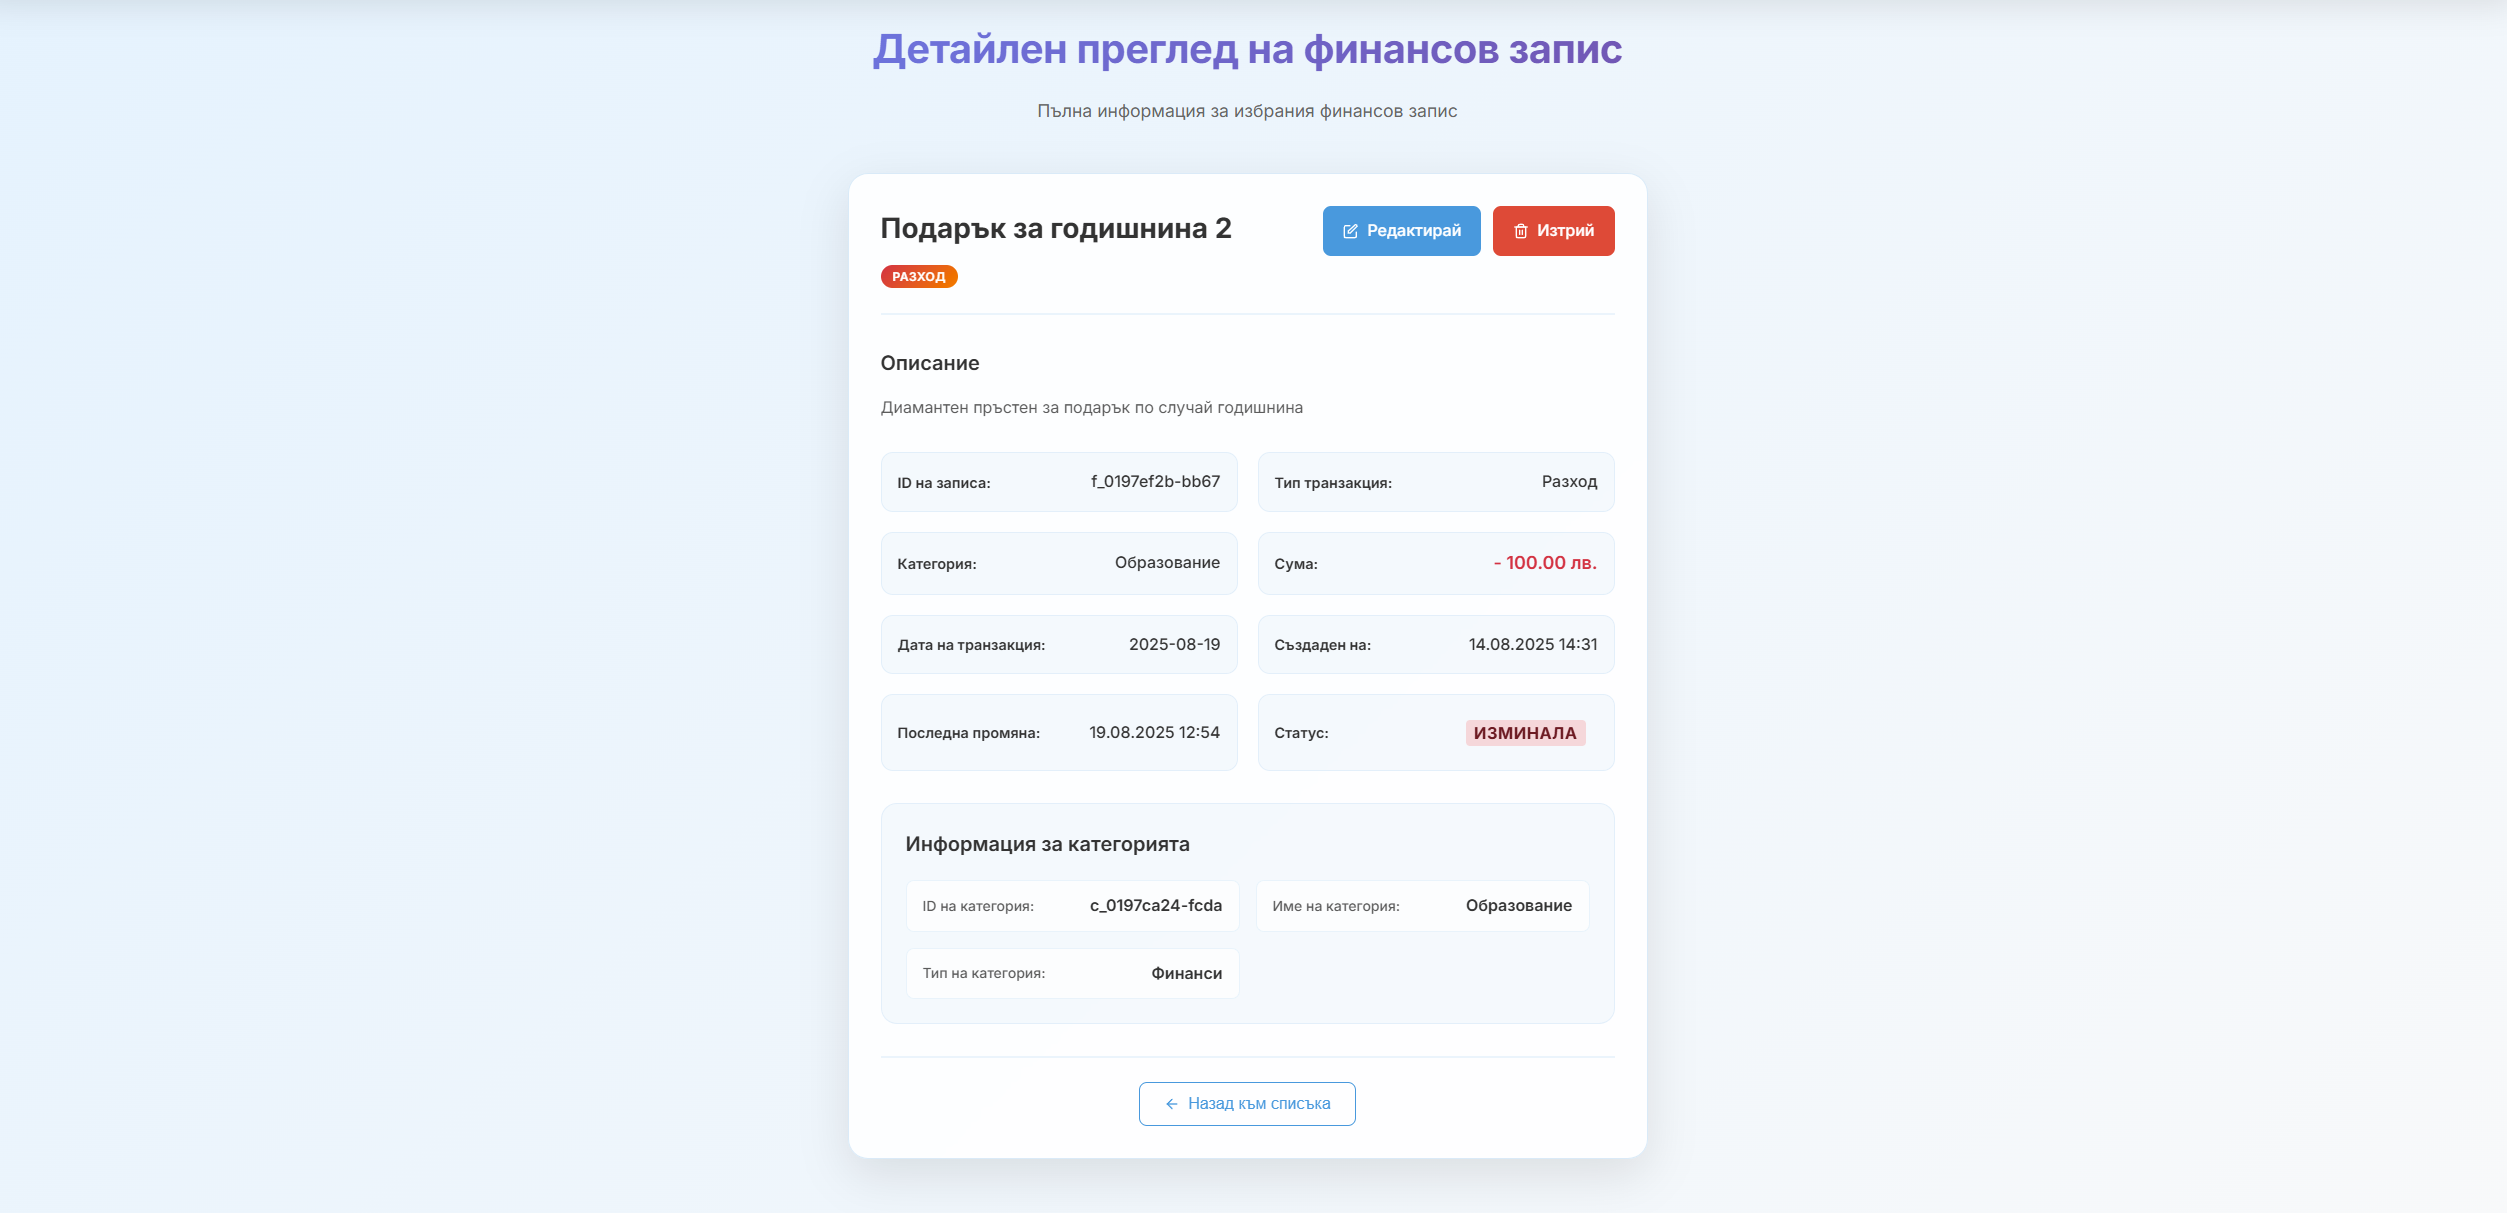 Детайлен преглед на финансов запис
Пълна информация за избрания финансов запис
Подарък за годишнина 2
Редактирай
Изтрий
РАЗХОД
Описание
Диамантен пръстен за подарък по случай годишнина
ID на записа: f_0197ef2b-bb67
Тип транзакция: Разход
Категория: Образование
Сума: - 100.00 лв.
Дата на транзакция: 2025-08-19
Създаден на: 14.08.2025 14:31
Последна промяна: 19.08.2025 12:54
Статус: ИЗМИНАЛА
Информация за категорията
ID на категория: c_0197ca24-fcda
Име на категория: Образование
Тип на категория: Финанси
← Назад към списъка